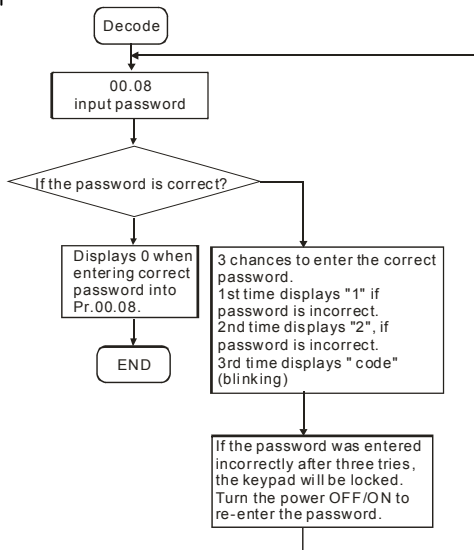 Decode
00.08
input password
If the password is correct?
Displays 0 when
entering correct
password into
Pr.00.08.
END
3 chances to enter the correct
password.
1st time displays "1" if
password is incorrect.
2nd time displays "2", if
password is incorrect.
3rd time displays " code"
(blinking)
If the password was entered
incorrectly after three tries,
the keypad will be locked.
Turn the power OFF/ON to
re-enter the password.